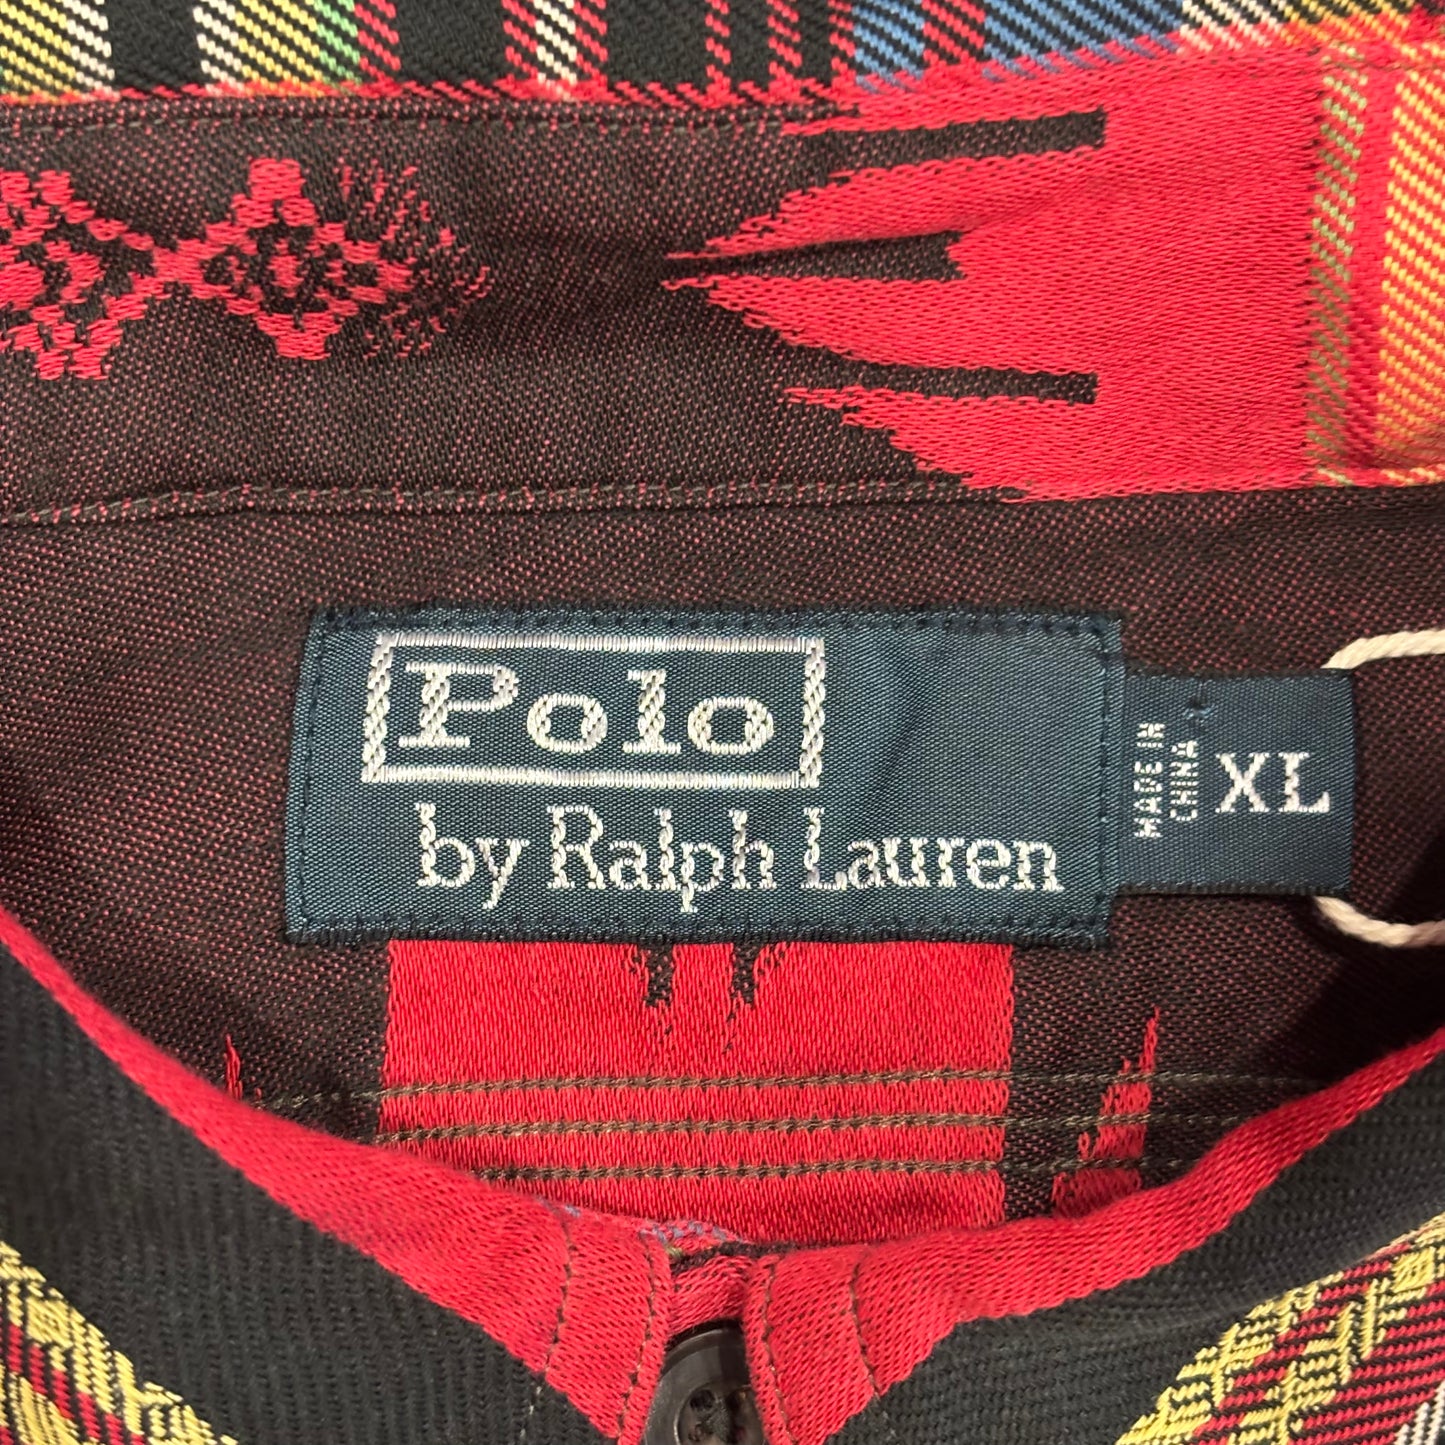 Polo
by Ralph Lauren
MADE IN
CHINA
XL